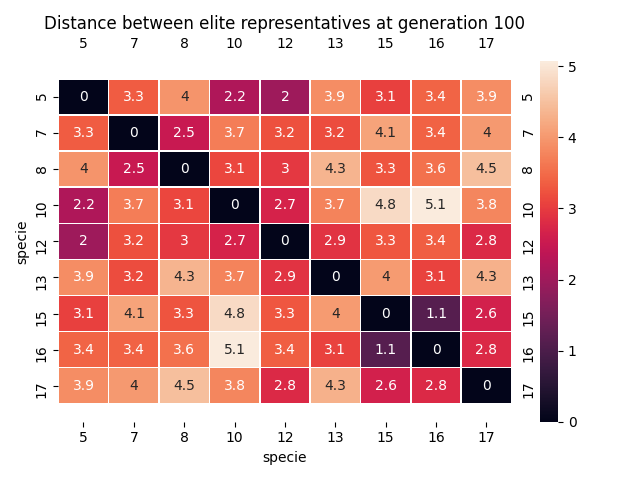 Distance between elite representatives at generation 100
5 7 8 10 12 13 15 16 17
5 0 3.3 4 2.2 2 3.9 3.1 3.4 3.9 5
7 3.3 0 2.5 3.7 3.2 3.2 4.1 3.4 4 7
8 4 2.5 0 3.1 3 4.3 3.3 3.6 4.5 8
10 2.2 3.7 3.1 0 2.7 3.7 4.8 5.1 3.8 10
12 2 3.2 3 2.7 0 2.9 3.3 3.4 2.8 12
13 3.9 3.2 4.3 3.7 2.9 0 4 3.1 4.3 13
15 3.1 4.1 3.3 4.8 3.3 4 0 1.1 2.6 15
16 3.4 3.4 3.6 5.1 3.4 3.1 1.1 0 2.8 16
17 3.9 4 4.5 3.8 2.8 4.3 2.6 2.8 0 17
5 7 8 10 12 13 15 16 17
specie
specie
5
4
3
2
1
0